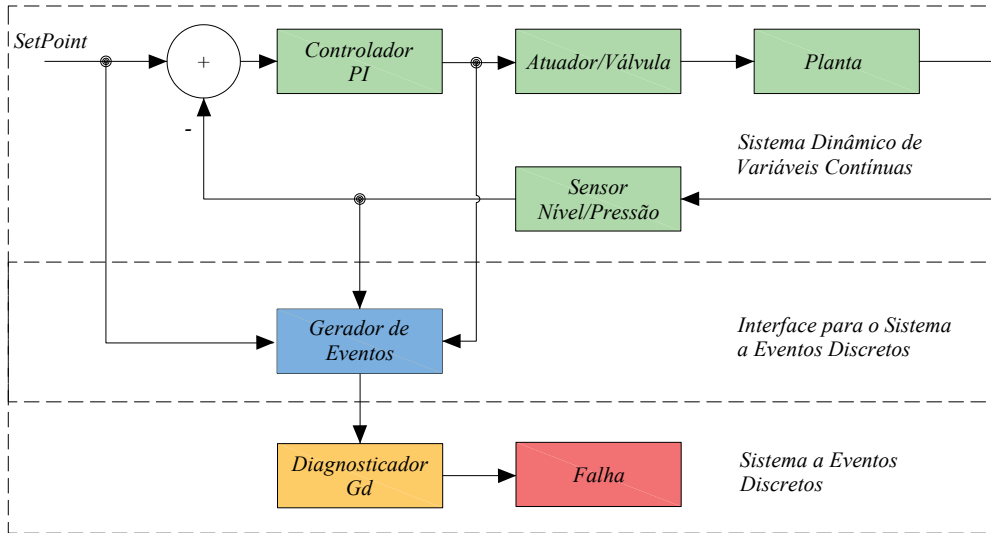 SetPoint
+
-
Controlador
PI
Atuador/Válvula
Planta
Sistema Dinâmico de
Variáveis Contínuas
Sensor
Nível/Pressão
Gerador de
Eventos
Interface para o Sistema
a Eventos Discretos
Diagnosticador
Gd
Falha
Sistema a Eventos
Discretos